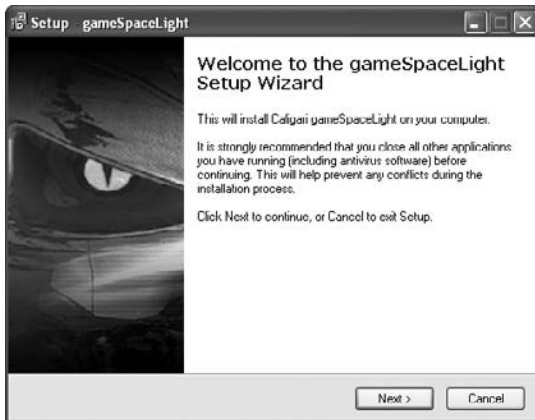 Setup - gameSpaceLight
Welcome to the gameSpaceLight
Setup Wizard
This will install Caligari gameSpaceLight on your computer.
It is strongly recommended that you close all other applications
you have running (including antivirus software) before
continuing. This will help prevent any conflicts during the
installation process.
Click Next to continue, or Cancel to exit Setup.
Next >
Cancel